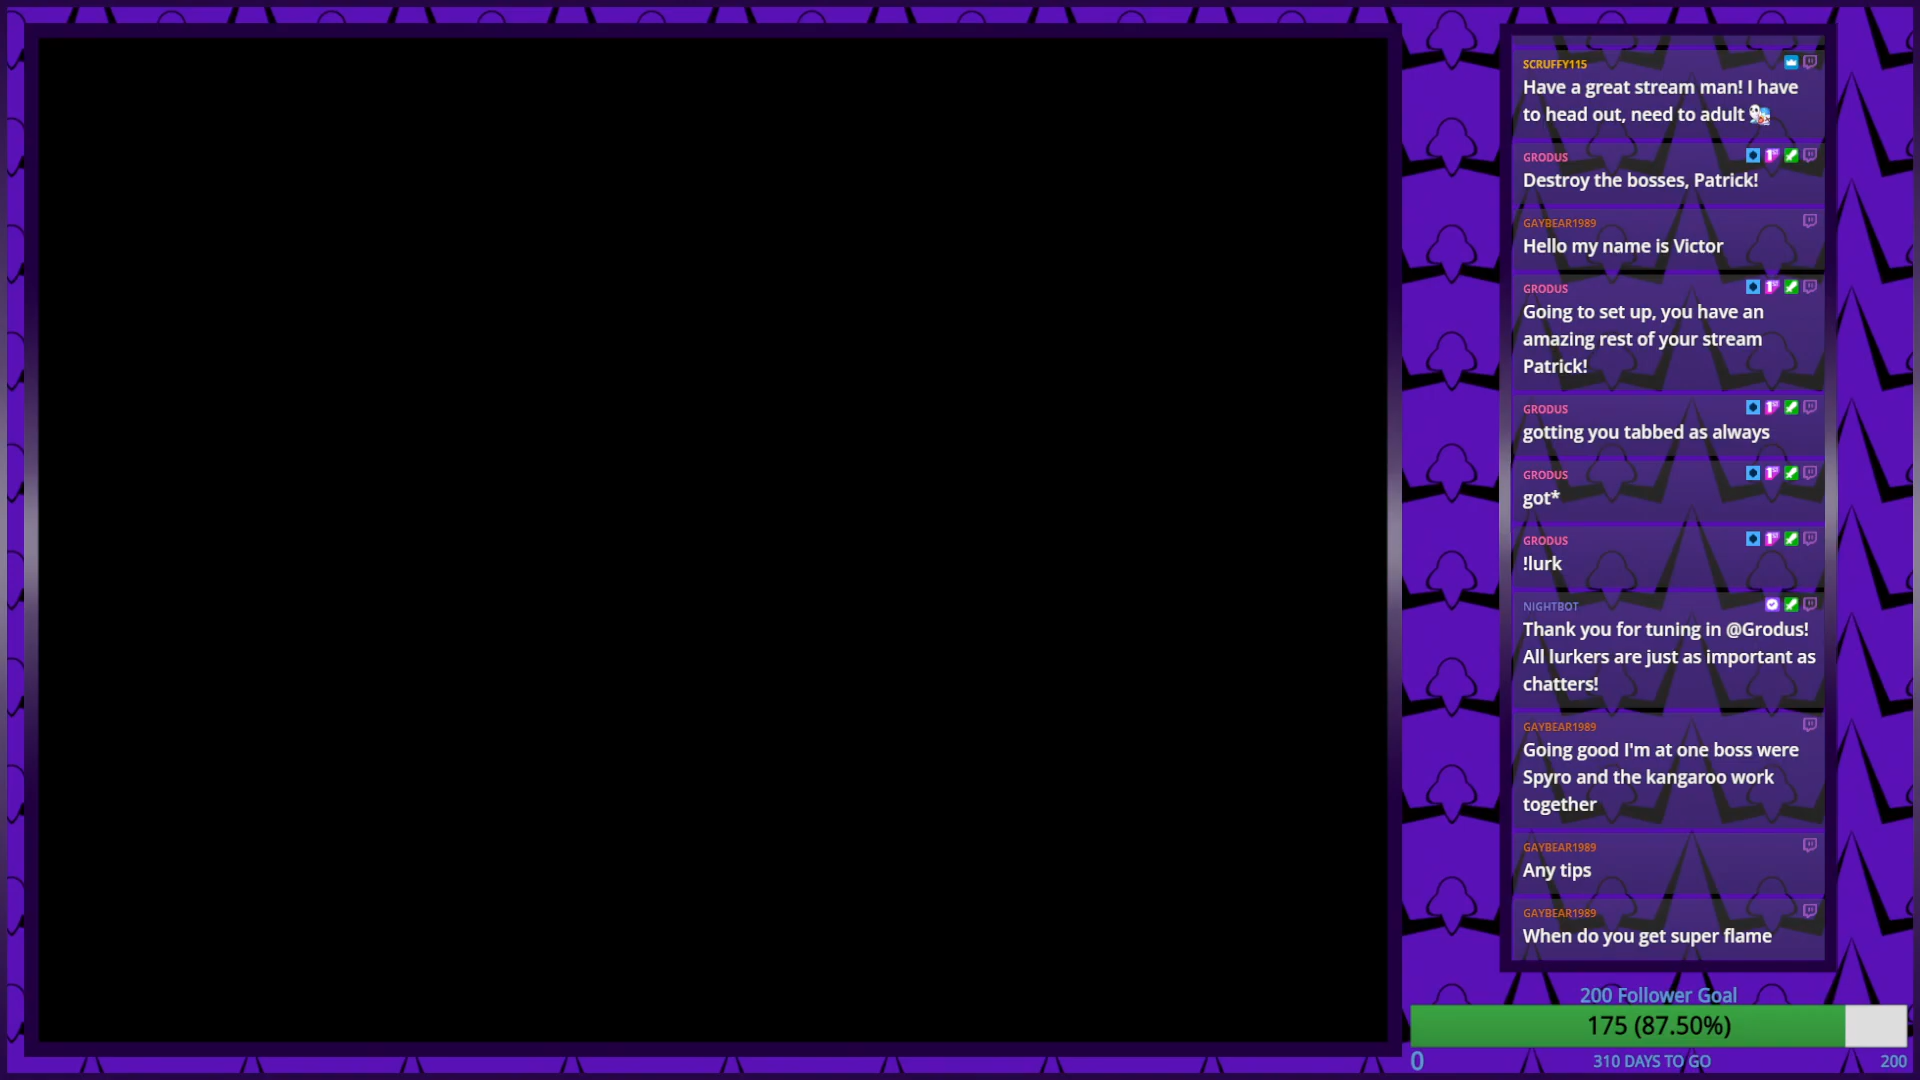 SCRUFFY115
Have a great stream man! I have
to head out, need to adult
GRODUS
Destroy the bosses, Patrick!
GAYBEAR1989
Hello my name is Victor
GRODUS
Going to set up, you have an
amazing rest of your stream
Patrick!
GRODUS
gotting you tabbed as always
GRODUS
got*
GRODUS
!lurk
NIGHTBOT
Thank you for tuning in @Grodus!
All lurkers are just as important as
chatters!
GAYBEAR1989
Going good I'm at one boss were
Spyro and the kangaroo work
together
GAYBEAR1989
Any tips
GAYBEAR1989
When do you get super flame
200 Follower Goal
175 (87.50%)
0 310 DAYS TO GO 200